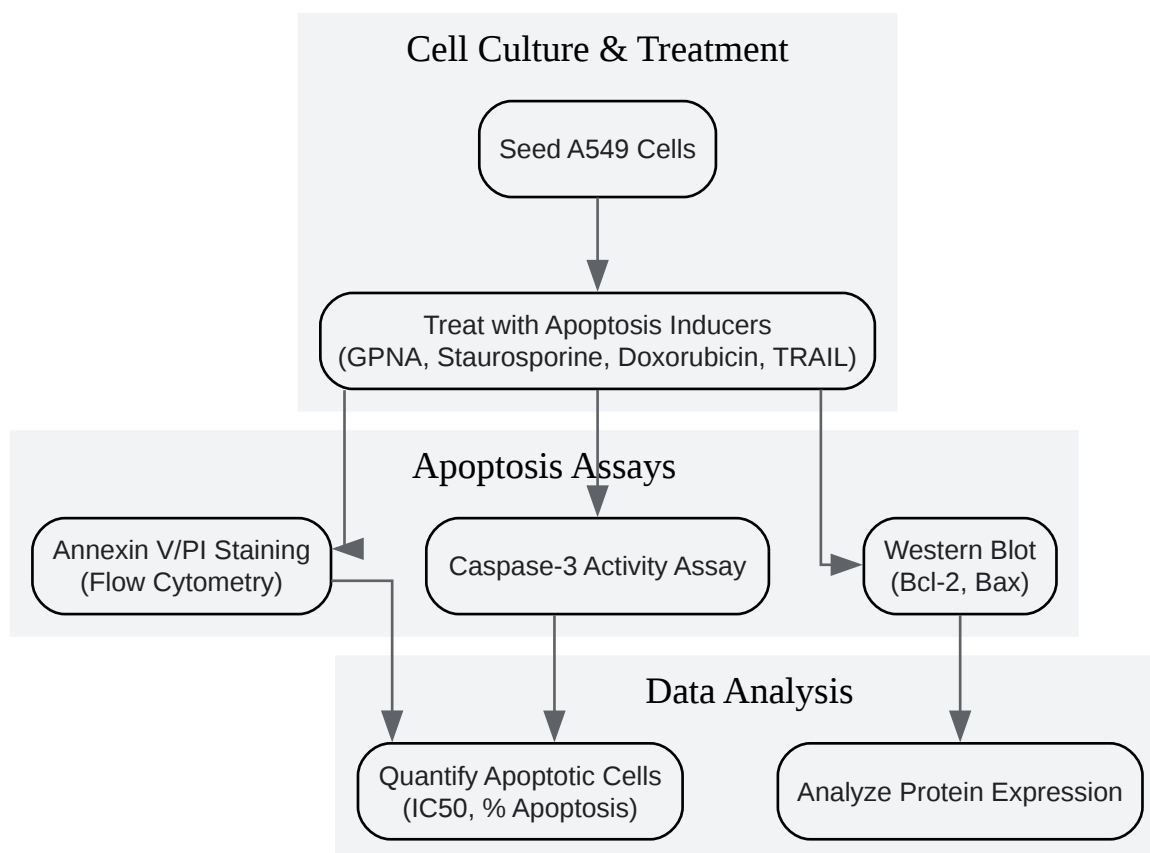 Cell Culture & Treatment
Seed A549 Cells
Treat with Apoptosis Inducers
(GPNA, Staurosporine, Doxorubicin, TRAIL)
Apoptosis Assays
Annexin V/PI Staining
(Flow Cytometry)
Caspase-3 Activity Assay
Western Blot
(Bcl-2, Bax)
Data Analysis
Quantify Apoptotic Cells
(IC50, % Apoptosis)
Analyze Protein Expression